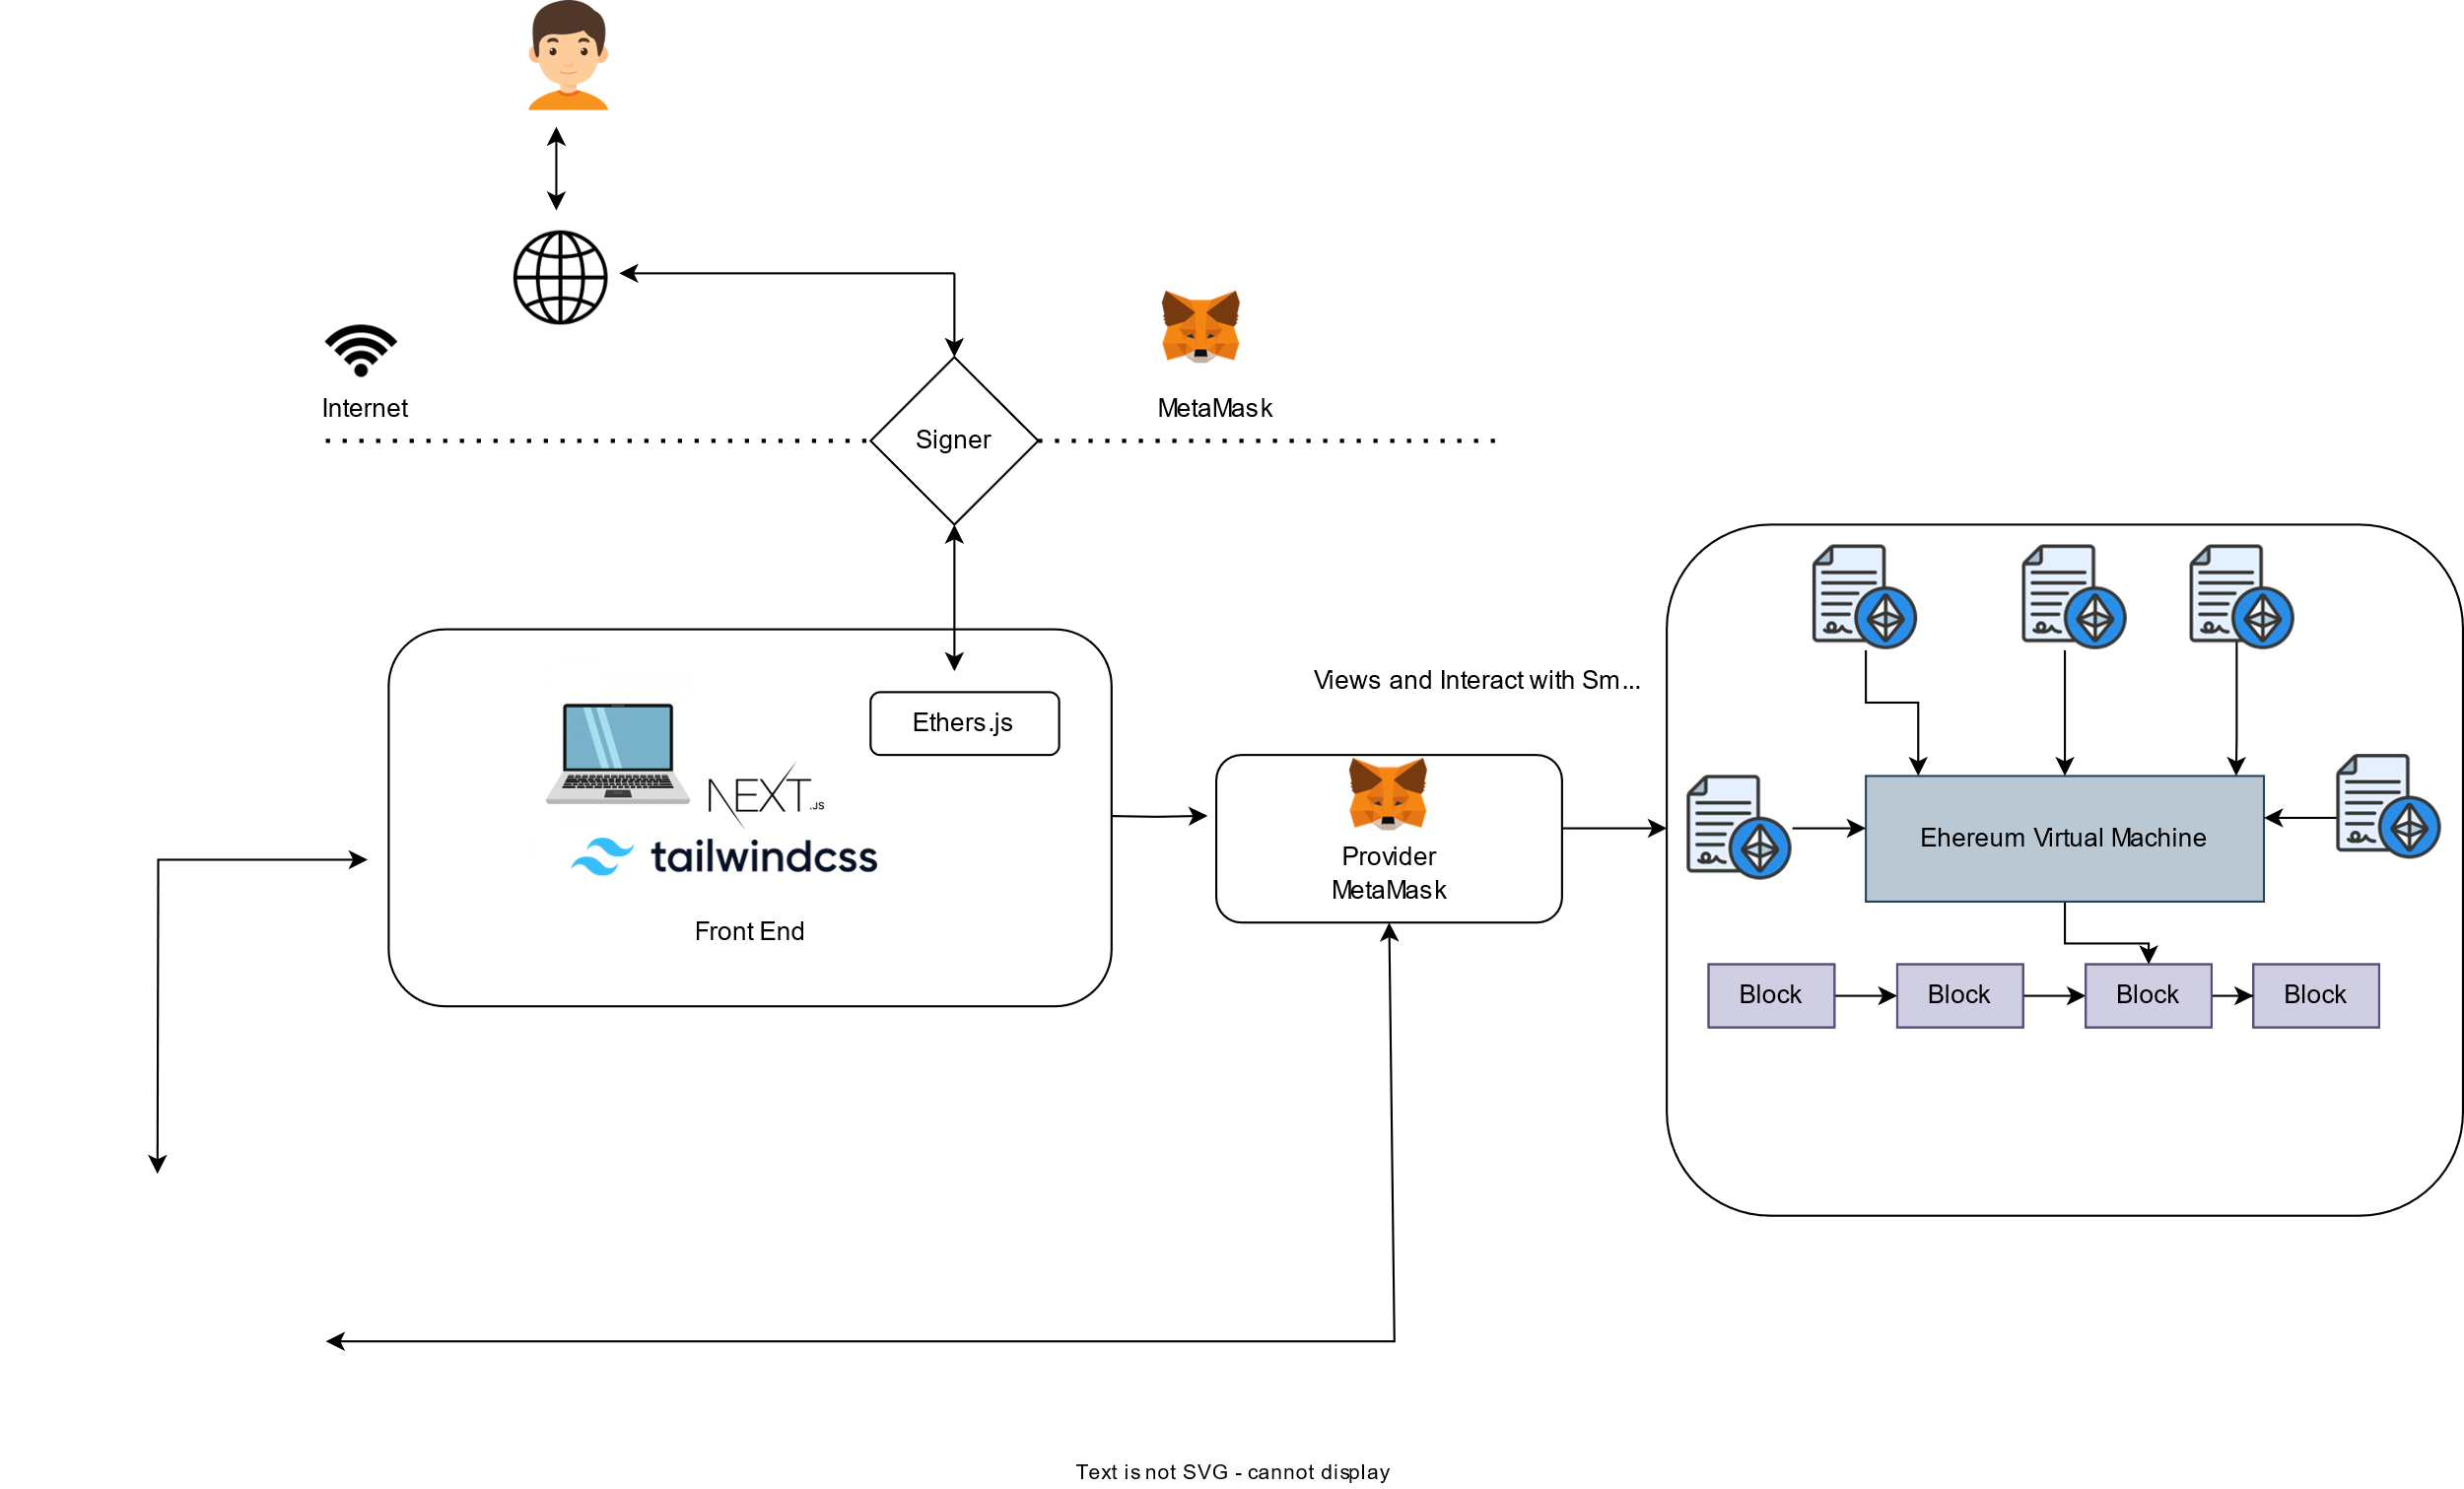 Internet
MetaMask
Signer
Views and Interact with Sm...
Ethers.js
NEXT.JS
tailwindcss
Front End
Provider
MetaMask
Ehereum Virtual Machine
Block
Block
Block
Block
Text is not SVG - cannot display